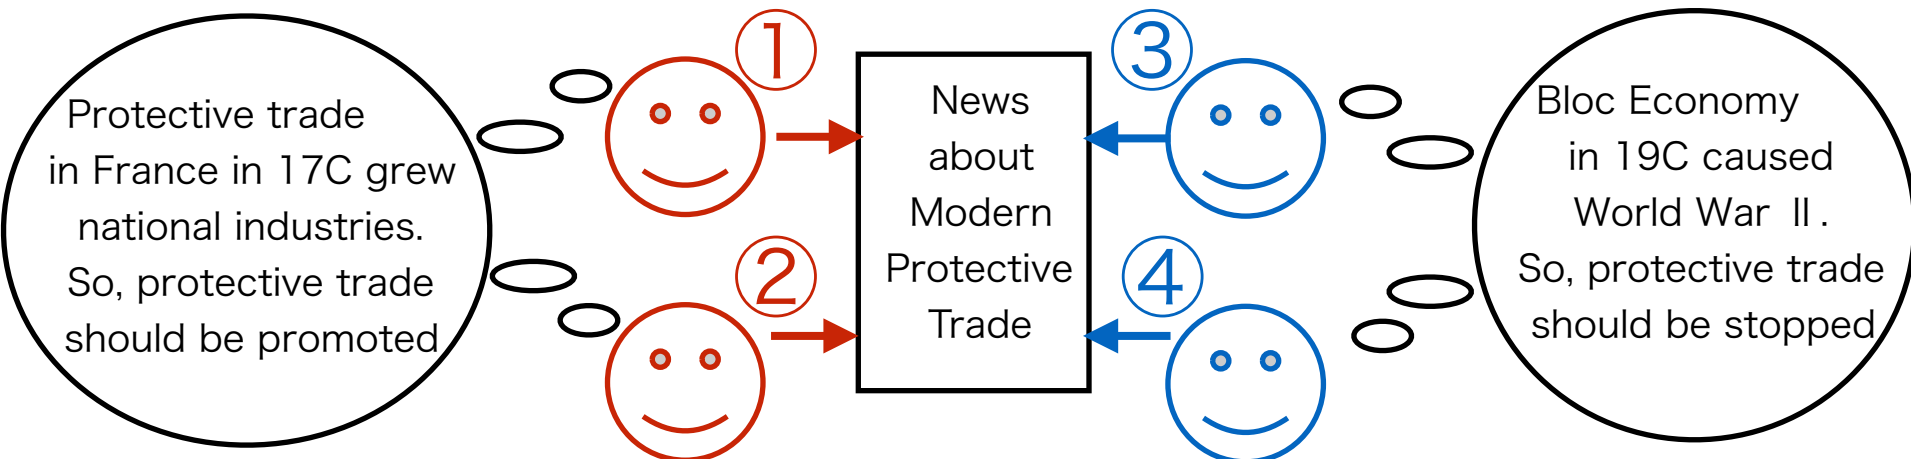 Protective trade
in France in 17C grew
national industries.
So, protective trade
should be promoted
①
②
News
about
Modern
Protective
Trade
③
④
Bloc Economy
in 19C caused
World War Ⅱ.
So, protective trade
should be stopped